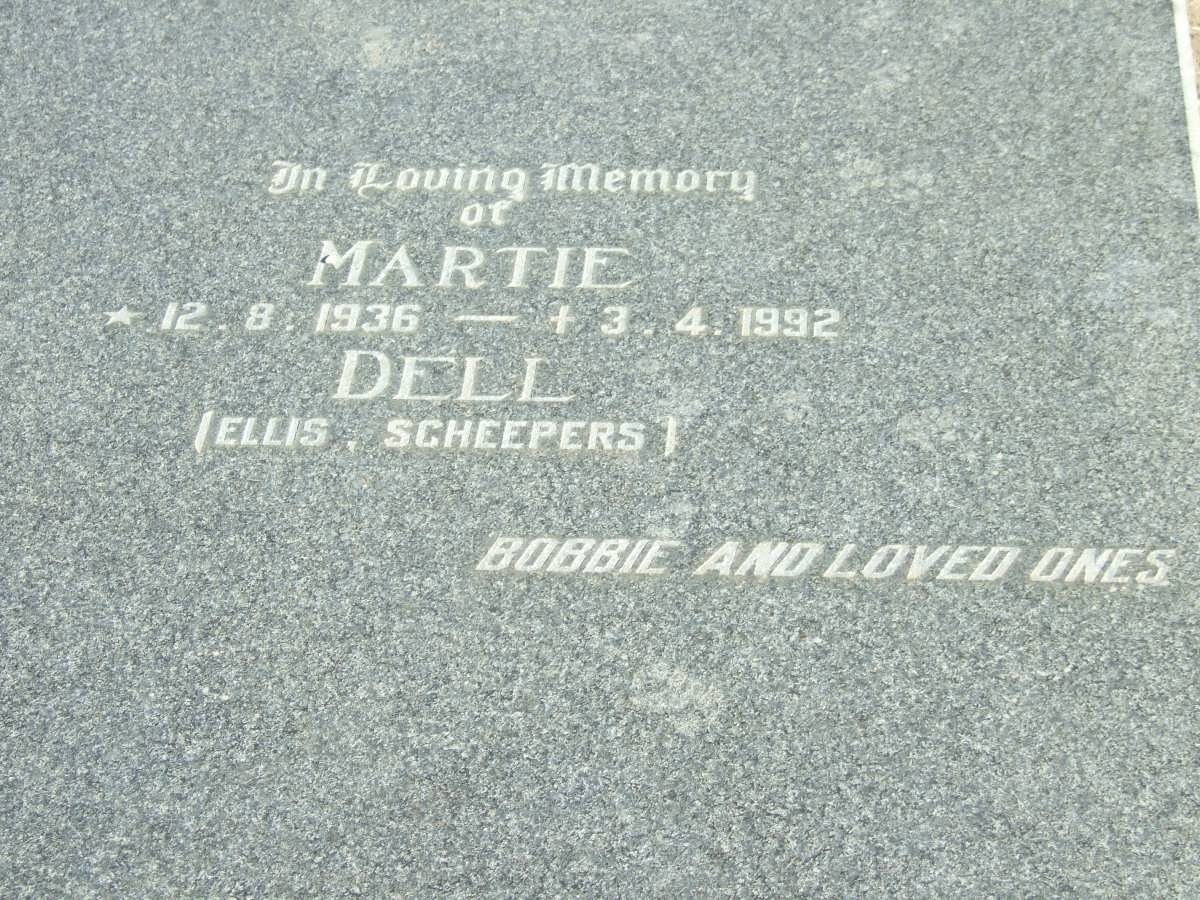 In Loving Memory
of
MARTIE
★ 12.8.1936 — † 3.4.1992
DELL
(ELLIS, SCHEEPERS)
BOBBIE AND LOVED ONES.